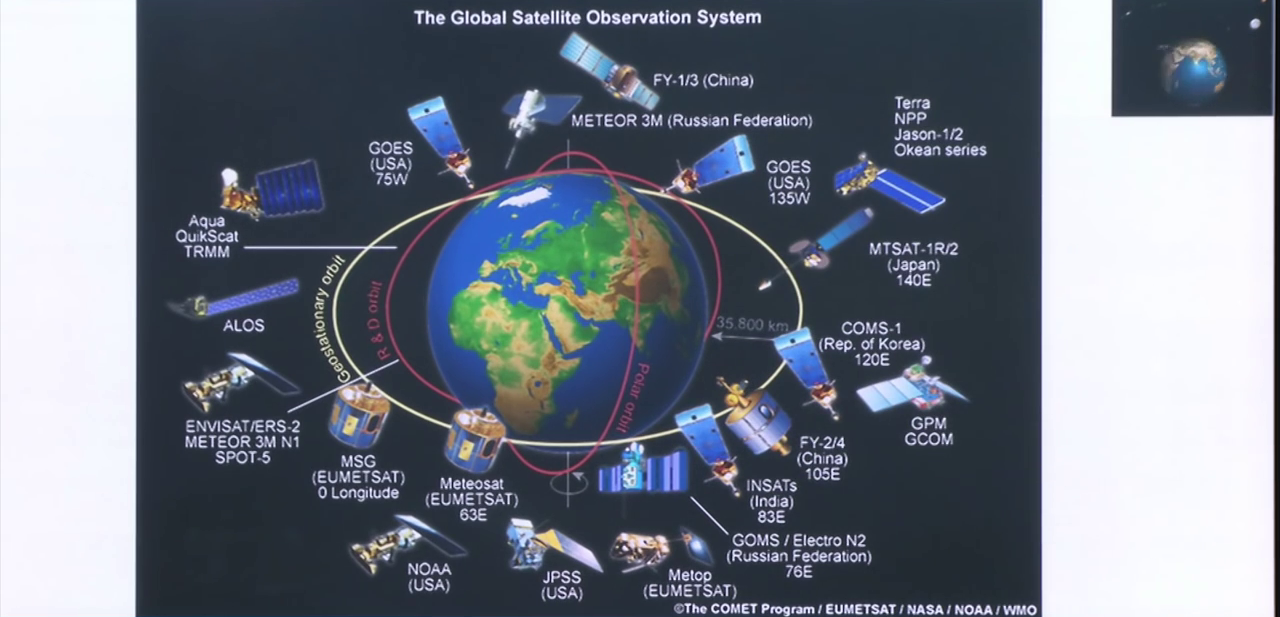 The Global Satellite Observation System
FY-1/3 (China)
METEOR 3M (Russian Federation)
Terra
NPP
Jason-1/2
Okean series
GOES
(USA)
75W
GOES
(USA)
135W
Aqua
QuikScat
TRMM
MTSAT-1R/2
(Japan)
140E
Geostationary orbit
R & D orbit
Polar orbit
35.800 km
ALOS
COMS-1
(Rep. of Korea)
120E
ENVISAT/ERS-2
METEOR 3M N1
SPOT-5
GPM
GCOM
MSG
(EUMETSAT)
0 Longitude
Meteosat
(EUMETSAT)
63E
FY-2/4
(China)
105E
INSATs
(India)
83E
GOMS / Electro N2
(Russian Federation)
76E
NOAA
(USA)
JPSS
(USA)
Metop
(EUMETSAT)
©The COMET Program / EUMETSAT / NASA / NOAA / WMO